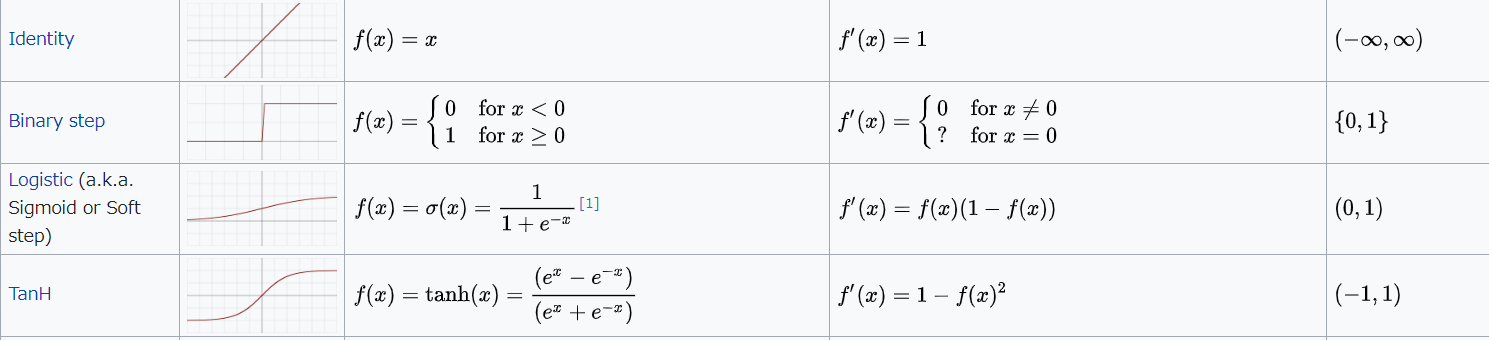 Identity f(x) = x f′(x) = 1 (−∞, ∞)
Binary step f(x) = { 0 for x < 0 f′(x) = { 0 for x ≠ 0 {0, 1}
1 for x ≥ 0 ? for x = 0
Logistic (a.k.a.
Sigmoid or Soft
step)
f(x) = σ(x) = 1 / (1 + e^{−x}) [1] f′(x) = f(x)(1 − f(x)) (0, 1)
TanH f(x) = tanh(x) = (e^x − e^{−x}) / (e^x + e^{−x}) f′(x) = 1 − f(x)² (−1, 1)